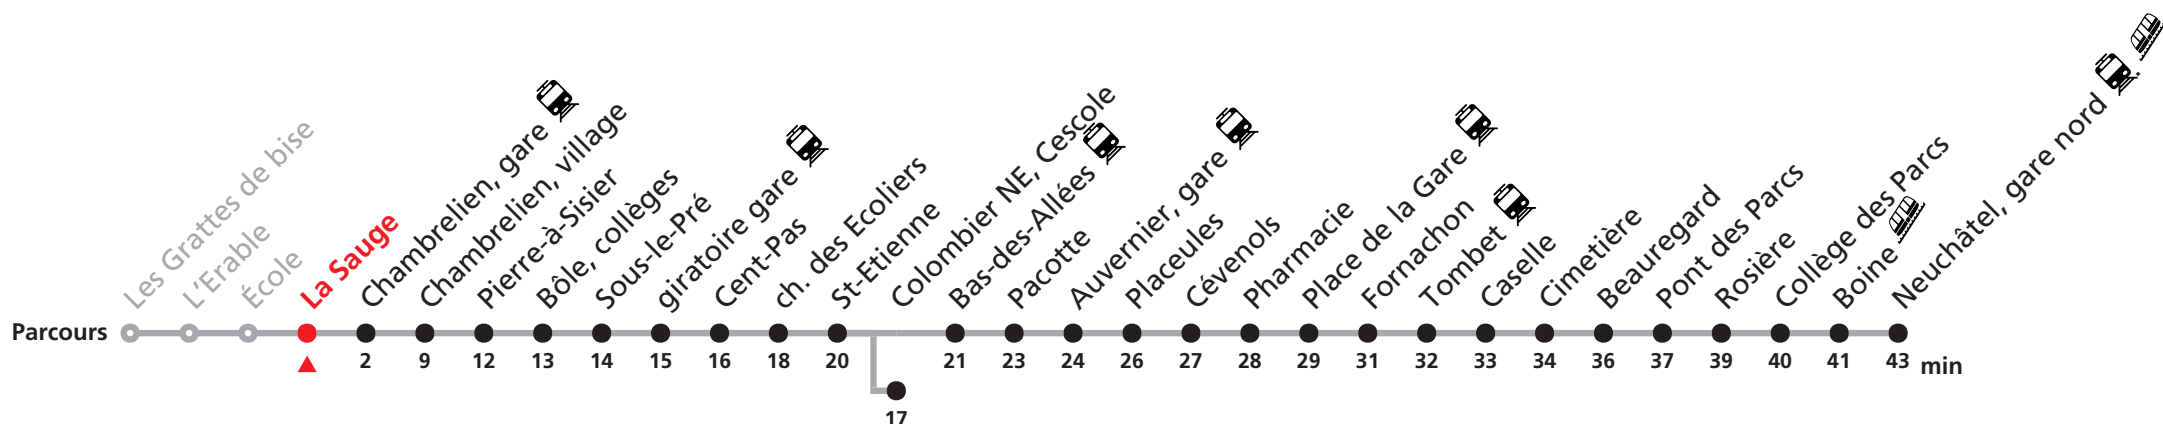 Parcours
Les Grattes de bise
L'Erable
École
La Sauge
Chambrelien, gare
Chambrelien, village
Pierre-à-Sisier
Bôle, collèges
Sous-le-Pré
giratoire gare
Cent-Pas
ch. des Ecoliers
St-Etienne
Colombier NE, Cescole
Bas-des-Allées
Pacotte
Auvernier, gare
Placeules
Cévenols
Pharmacie
Place de la Gare
Fornachon
Tombet
Caselle
Cimetière
Beauregard
Pont des Parcs
Rosière
Collège des Parcs
Boine
Neuchâtel, gare nord
2 9 12 13 14 15 16 18 20 21 23 24 26 27 28 29 31 32 33 34 36 37 39 40 41 43 min
17